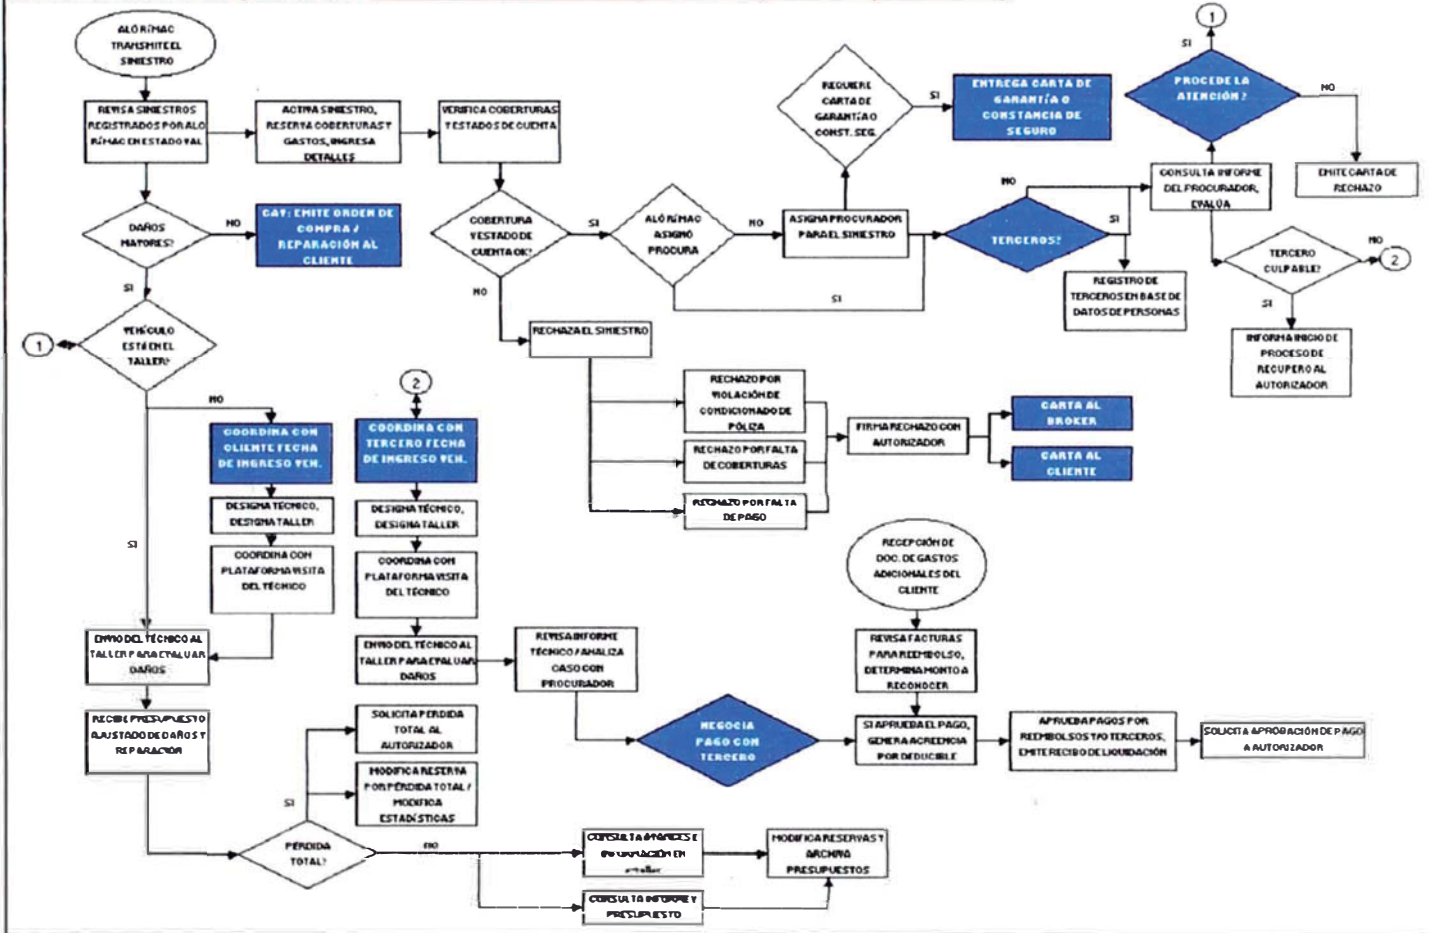 ALÓ RÍMAC
TRANSMITE EL
SINIESTRO
REVISA SINIESTROS
REGISTRADOS POR ALO
RÍMAC EN ESTADO VAL
ACTIVA SINIESTRO,
RESERVA COBERTURAS Y
GASTOS, INGRESA
DETALLES
VERIFICA COBERTURAS
Y ESTADOS DE CUENTA
DAÑOS
MAYORES?
NO
CAT: EMITE ORDEN DE
COMPRA /
REPARACIÓN AL
CLIENTE
SI
VEHÍCULO
ESTÁ EN EL
TALLER?
1
COBERTURA
Y ESTADO DE
CUENTA OK?
SI
NO
ALÓ RÍMAC
ASIGNÓ
PROCURA
NO
SI
ASIGNA PROCURADOR
PARA EL SINIESTRO
REQUIERE
CARTA DE
GARANTÍA O
CONST. SEG.
SI
ENTREGA CARTA DE
GARANTÍA O
CONSTANCIA DE
SEGURO
TERCEROS?
NO
SI
REGISTRO DE
TERCEROS EN BASE DE
DATOS DE PERSONAS
1
SI
PROCEDE LA
ATENCIÓN?
NO
EMITE CARTA DE
RECHAZO
CONSULTA INFORME
DEL PROCURADOR,
EVALÚA
TERCERO
CULPABLE?
NO
2
SI
INFORMA INICIO DE
PROCESO DE
RECUPERO AL
AUTORIZADOR
RECHAZA EL SINIESTRO
RECHAZO POR
VIOLACIÓN DE
CONDICIONADO DE
PÓLIZA
RECHAZO POR FALTA
DE COBERTURAS
RECHAZO POR FALTA
DE PAGO
FIRMA RECHAZO CON
AUTORIZADOR
CARTA AL
BROKER
CARTA AL
CLIENTE
NO
SI
COORDINA CON
CLIENTE FECHA
DE INGRESO VEH.
DESIGNA TÉCNICO,
DESIGNA TALLER
COORDINA CON
PLATAFORMA VISITA
DEL TÉCNICO
2
COORDINA CON
TERCERO FECHA
DE INGRESO VEH.
DESIGNA TÉCNICO,
DESIGNA TALLER
COORDINA CON
PLATAFORMA VISITA
DEL TÉCNICO
ENVIO DEL TÉCNICO AL
TALLER PARA EVALUAR
DAÑOS
ENVIO DEL TÉCNICO AL
TALLER PARA EVALUAR
DAÑOS
REVISA INFORME
TÉCNICO / ANALIZA
CASO CON
PROCURADOR
RECEPCIÓN DE
DOC. DE GASTOS
ADICIONALES DEL
CLIENTE
REVISA FACTURAS
PARA REEMBOLSO,
DETERMINA MONTO A
RECONOCER
RECIBE PRESUPUESTO
AJUSTADO DE DAÑOS Y
REPARACIÓN
SOLICITA PERDIDA
TOTAL AL
AUTORIZADOR
MODIFICA RESERVA
POR PÉRDIDA TOTAL /
MODIFICA
ESTADÍSTICAS
NEGOCIA
PAGO CON
TERCERO
SI APRUEBA EL PAGO,
GENERA ACREENCIA
POR DEDUCIBLE
APRUEBA PAGOS POR
REEMBOLSOS Y/O TERCEROS,
EMITE RECIBO DE LIQUIDACIÓN
SOLICITA APROBACIÓN DE PAGO
A AUTORIZADOR
SI
PÉRDIDA
TOTAL?
NO
CONSULTA AVANCES E
INFORMACIÓN EN
MODIFICA RESERVAS Y
ARCHIVA
PRESUPUESTOS
CONSULTA INFORME Y
PRESUPUESTO